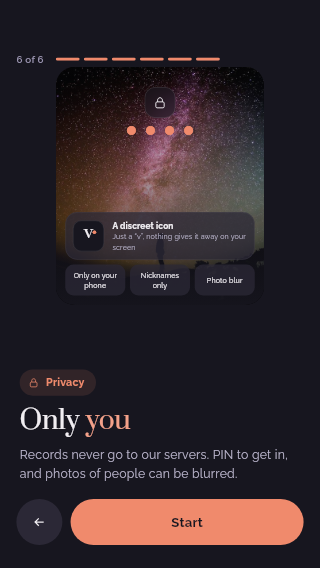 6 of 6
V
A discreet icon
Just a "v", nothing gives it away on your
screen
Only on your
phone
Nicknames
only
Photo blur
Privacy
Only you
Records never go to our servers. PIN to get in,
and photos of people can be blurred.
Start